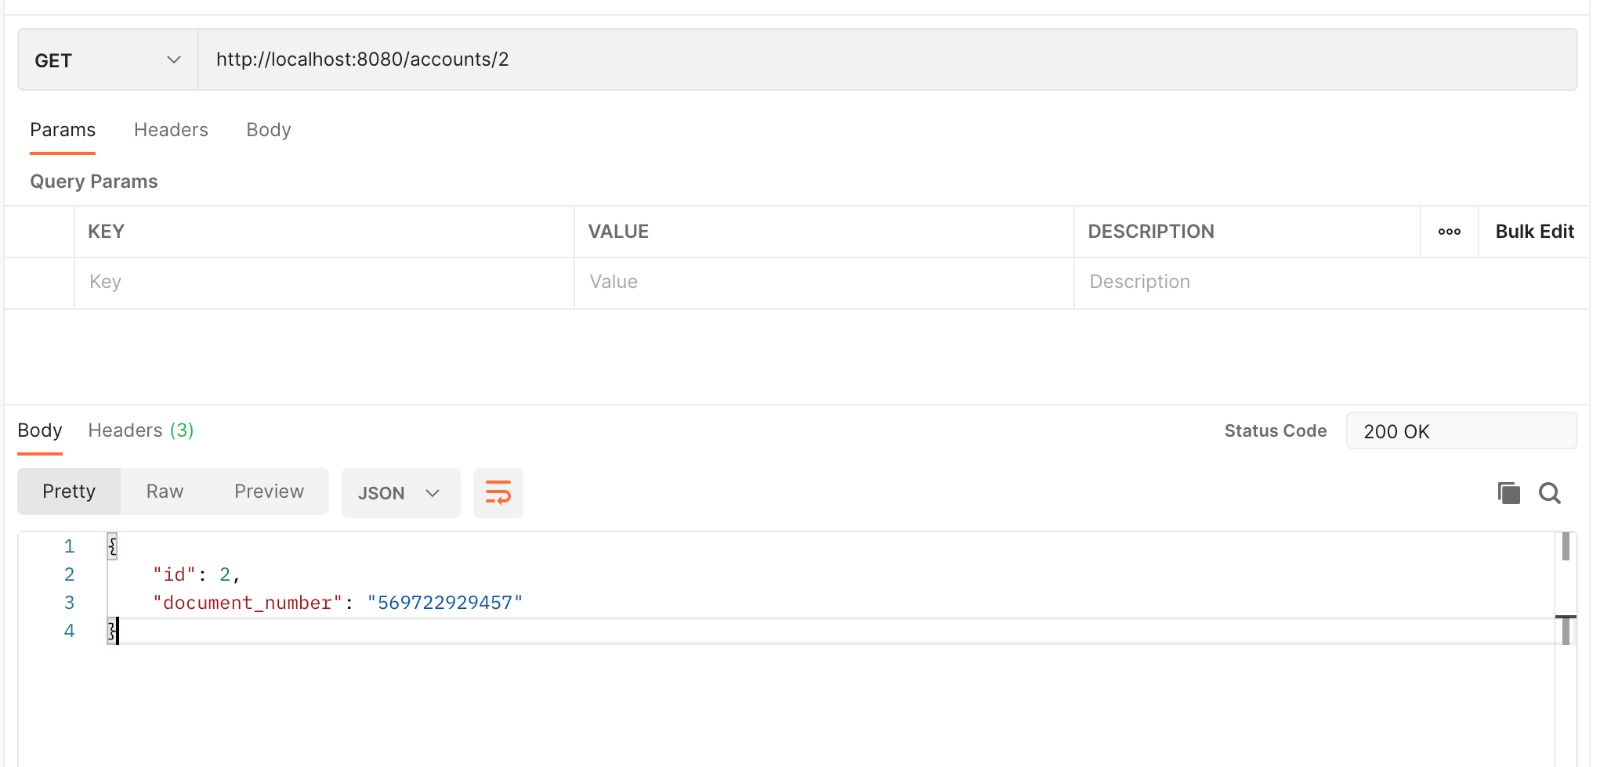 GET http://localhost:8080/accounts/2
Params Headers Body
Query Params
KEY VALUE DESCRIPTION Bulk Edit
Key Value Description
Body Headers (3) Status Code 200 OK
Pretty Raw Preview JSON
1 {
2 "id": 2,
3 "document_number": "569722929457"
4 }